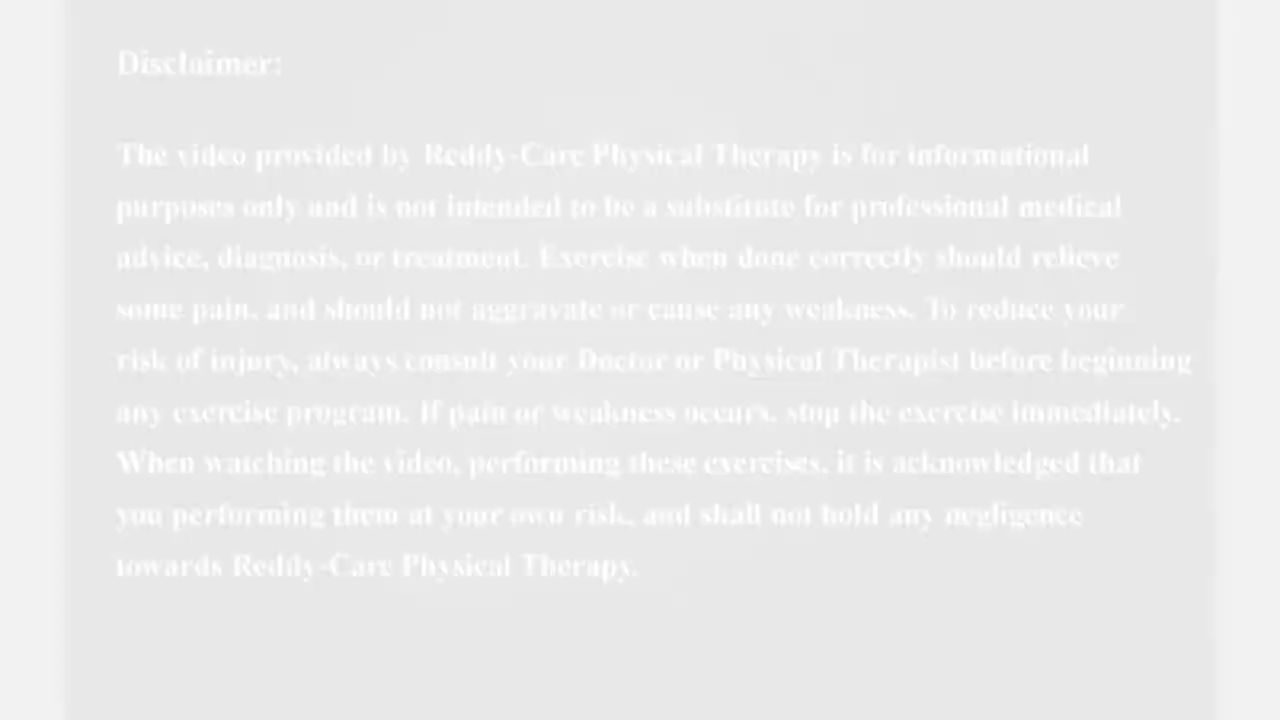 Disclaimer:
The video provided by Reddy-Care Physical Therapy is for informational
purposes only and is not intended to be a substitute for professional medical
advice, diagnosis, or treatment. Exercise when done correctly should relieve
some pain, and should not aggravate or cause any weakness. To reduce your
risk of injury, always consult your Doctor or Physical Therapist before beginning
any exercise program. If pain or weakness occurs, stop the exercise immediately.
When watching the video, performing these exercises, it is acknowledged that
you performing them at your own risk, and shall not hold any negligence
towards Reddy-Care Physical Therapy.